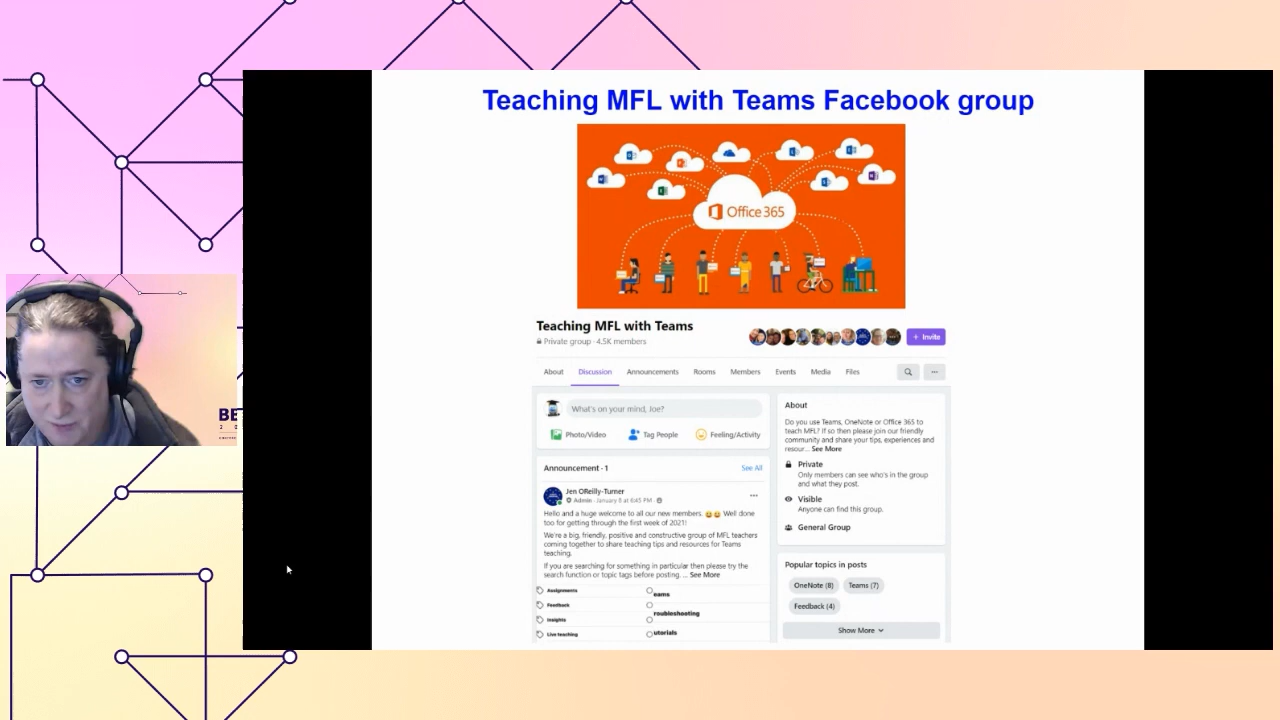 Teaching MFL with Teams Facebook group
Office 365
Teaching MFL with Teams
Private group · 4.5K members
+ Invite
About
Discussion
Announcements
Rooms
Members
Events
Media
Files
What's on your mind, Joe?
Photo/Video
Tag People
Feeling/Activity
Announcement · 1
See All
Jen OReilly-Turner
Admin · January 8 at 6:45 PM ·
Hello and a huge welcome to all our new members. 😀😀 Well done
too for getting through the first week of 2021!
We're a big, friendly, positive and constructive group of MFL teachers
coming together to share teaching tips and resources for Teams
teaching.
If you are searching for something in particular then please try the
search function or topic tags before posting. ... See More
Assignments
Feedback
Insights
Live teaching
eams
roubleshooting
utorials
About
Do you use Teams, OneNote or Office 365 to
teach MFL? If so then please join our friendly
community and share your tips, experiences and
resour... See More
Private
Only members can see who's in the group
and what they post.
Visible
Anyone can find this group.
General Group
Popular topics in posts
OneNote (8)
Teams (7)
Feedback (4)
Show More
BE